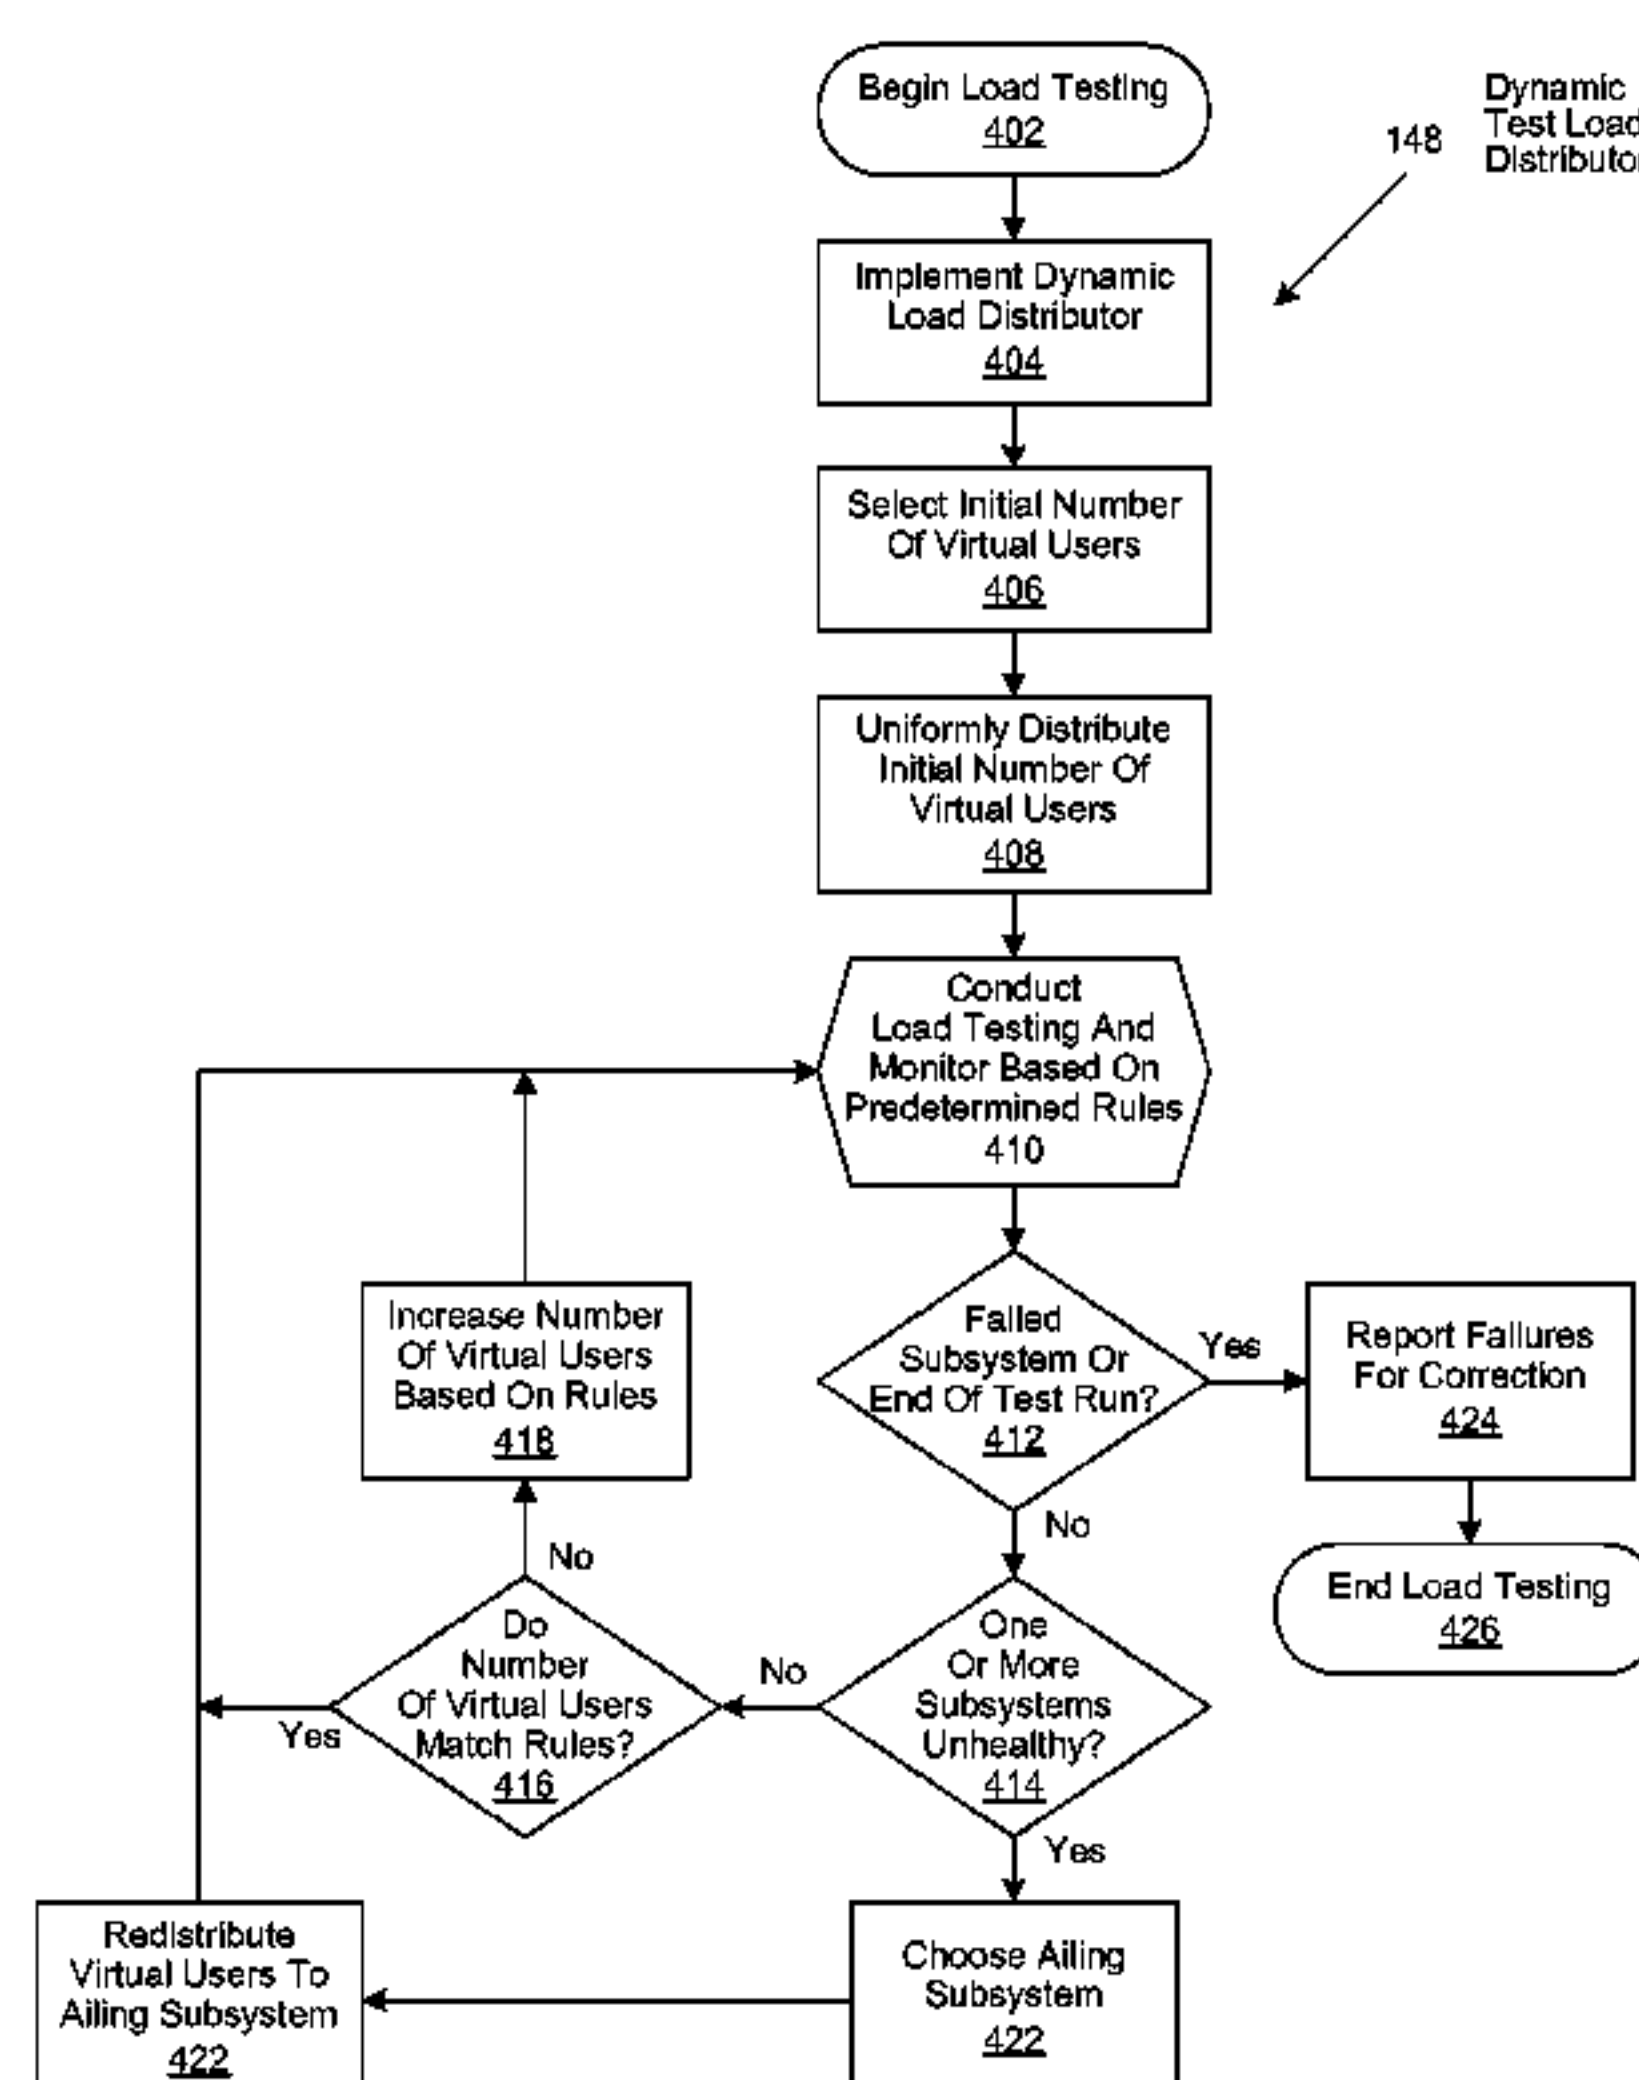 Begin Load Testing
402
148
Dynamic
Test Load
Distributor
Implement Dynamic
Load Distributor
404
Select Initial Number
Of Virtual Users
406
Uniformly Distribute
Initial Number Of
Virtual Users
408
Conduct
Load Testing And
Monitor Based On
Predetermined Rules
410
Failed
Subsystem Or
End Of Test Run?
412
Yes
Report Failures
For Correction
424
End Load Testing
426
No
Increase Number
Of Virtual Users
Based On Rules
418
No
Do
Number
Of Virtual Users
Match Rules?
416
Yes
No
One
Or More
Subsystems
Unhealthy?
414
Yes
Choose Ailing
Subsystem
422
Redistribute
Virtual Users To
Ailing Subsystem
422